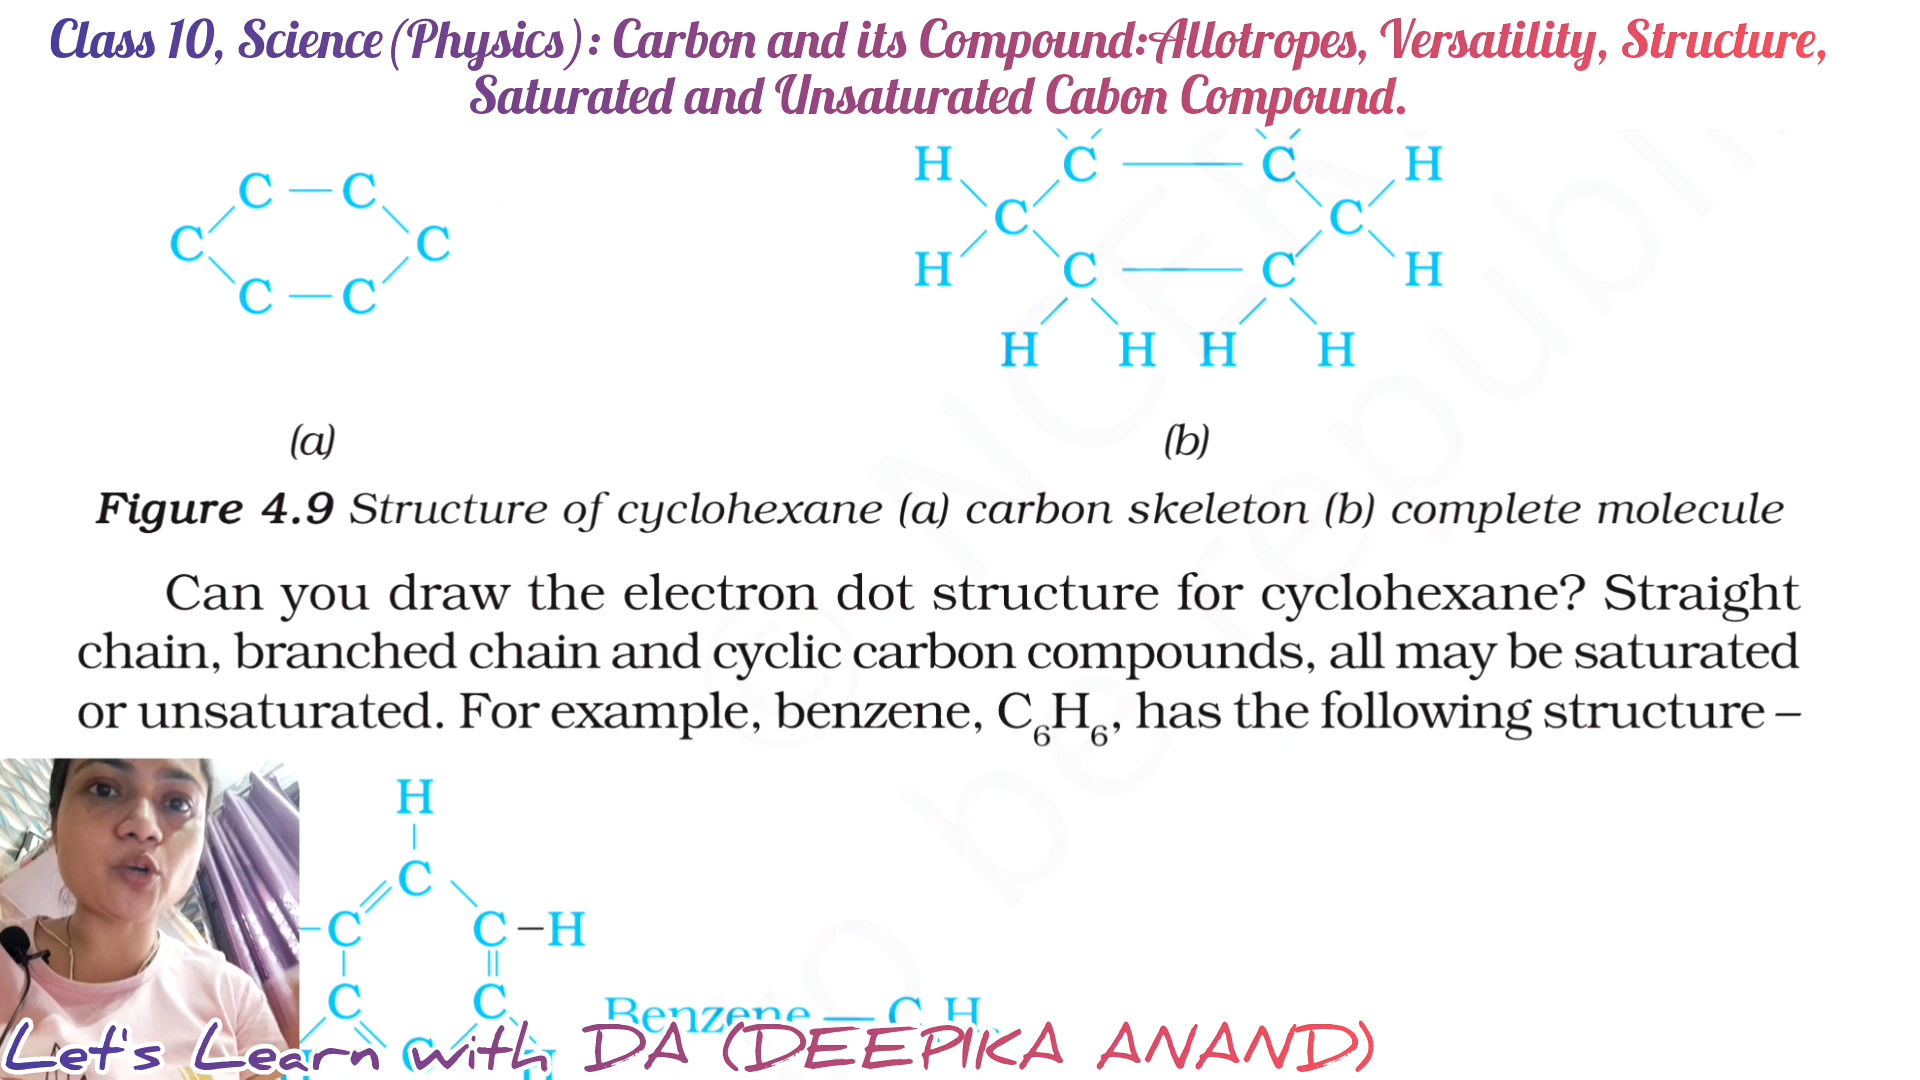 Class 10, Science(Physics): Carbon and its Compound:Allotropes, Versatility, Structure,
Saturated and Unsaturated Cabon Compound.
C — C
C C
C — C
H C — C H
C C
H C — C H
H H H H
(a) (b)
Figure 4.9 Structure of cyclohexane (a) carbon skeleton (b) complete molecule
Can you draw the electron dot structure for cyclohexane? Straight
chain, branched chain and cyclic carbon compounds, all may be saturated
or unsaturated. For example, benzene, C₆H₆, has the following structure –
H
C
C C–H
C C
Benzene — C H
C H
Let's Learn with DA (DEEPIKA ANAND)